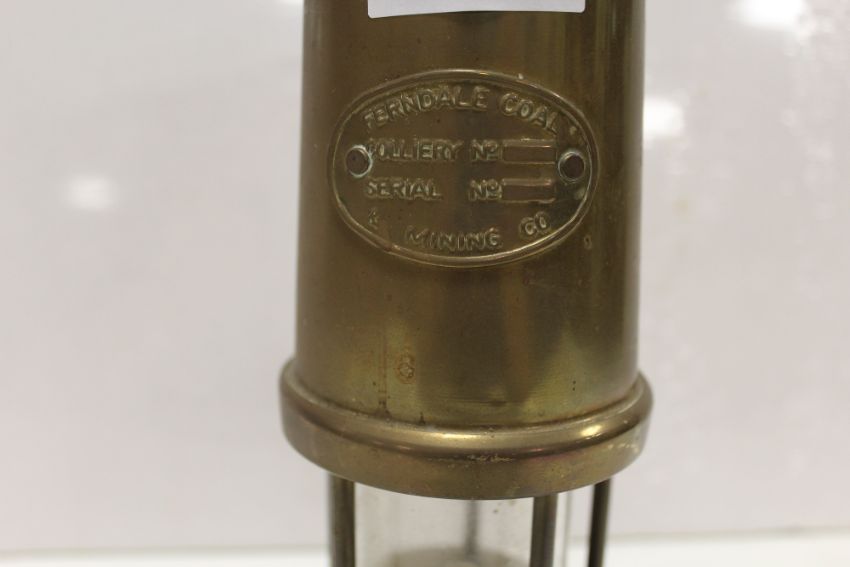 FERNDALE COAL
COLLIERY Nº
SERIAL Nº
& MINING CO